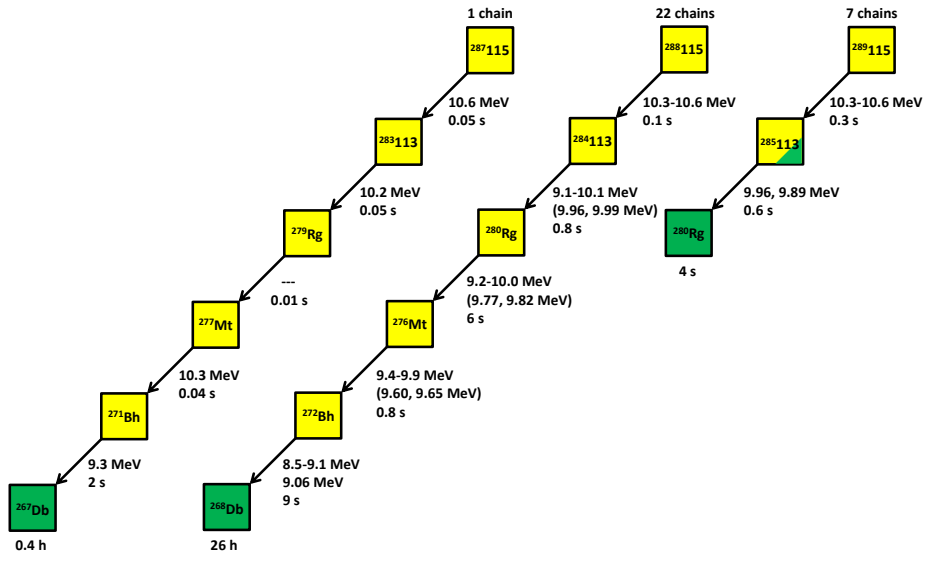 1 chain
²⁸⁷115
10.6 MeV
0.05 s
²⁸³113
10.2 MeV
0.05 s
²⁷⁹Rg
---
0.01 s
²⁷⁷Mt
10.3 MeV
0.04 s
²⁷¹Bh
9.3 MeV
2 s
²⁶⁷Db
0.4 h
22 chains
²⁸⁸115
10.3-10.6 MeV
0.1 s
²⁸⁴113
9.1-10.1 MeV
(9.96, 9.99 MeV)
0.8 s
²⁸⁰Rg
9.2-10.0 MeV
(9.77, 9.82 MeV)
6 s
²⁷⁶Mt
9.4-9.9 MeV
(9.60, 9.65 MeV)
0.8 s
²⁷²Bh
8.5-9.1 MeV
9.06 MeV
9 s
²⁶⁸Db
26 h
7 chains
²⁸⁹115
10.3-10.6 MeV
0.3 s
²⁸⁵113
9.96, 9.89 MeV
0.6 s
²⁸⁰Rg
4 s